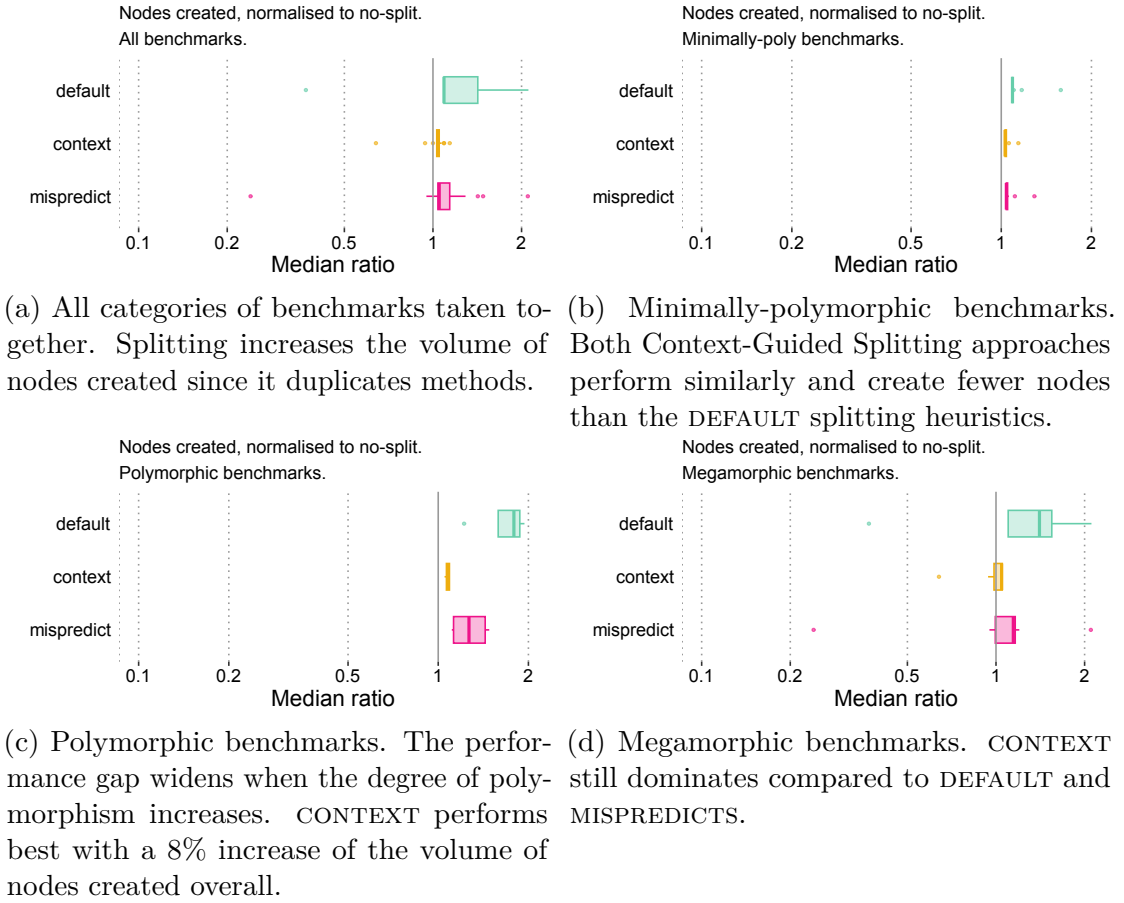 Nodes created, normalised to no-split.
All benchmarks.
default
context
mispredict
0.1 0.2 0.5 1 2
Median ratio
(a) All categories of benchmarks taken to-
gether. Splitting increases the volume of
nodes created since it duplicates methods.
Nodes created, normalised to no-split.
Minimally-poly benchmarks.
default
context
mispredict
0.1 0.2 0.5 1 2
Median ratio
(b) Minimally-polymorphic benchmarks.
Both Context-Guided Splitting approaches
perform similarly and create fewer nodes
than the DEFAULT splitting heuristics.
Nodes created, normalised to no-split.
Polymorphic benchmarks.
default
context
mispredict
0.1 0.2 0.5 1 2
Median ratio
(c) Polymorphic benchmarks. The perfor-
mance gap widens when the degree of poly-
morphism increases. CONTEXT performs
best with a 8% increase of the volume of
nodes created overall.
Nodes created, normalised to no-split.
Megamorphic benchmarks.
default
context
mispredict
0.1 0.2 0.5 1 2
Median ratio
(d) Megamorphic benchmarks. CONTEXT
still dominates compared to DEFAULT and
MISPREDICTS.